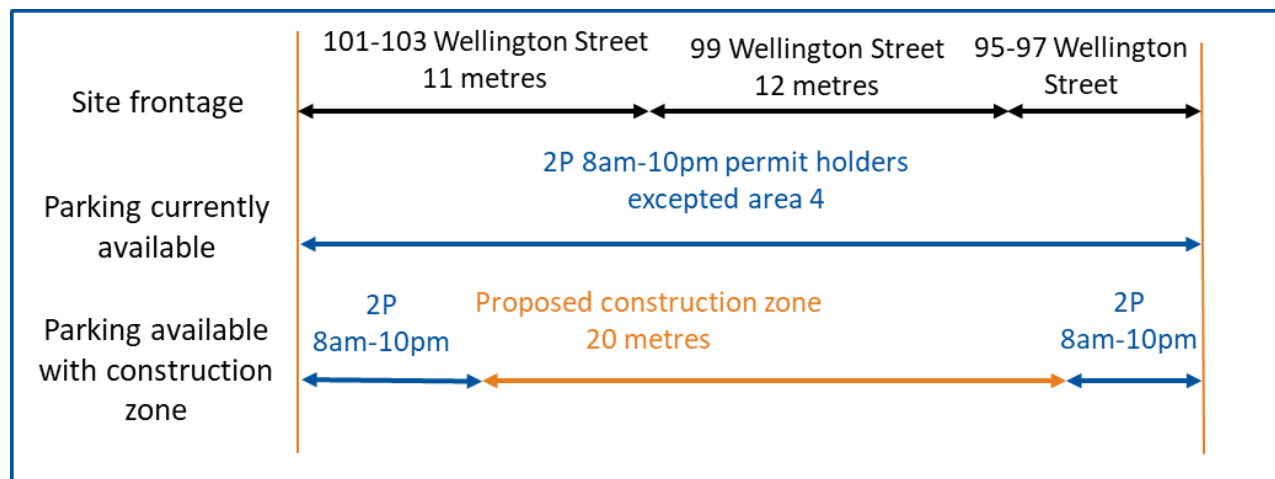 Site frontage
101-103 Wellington Street
11 metres
99 Wellington Street
12 metres
95-97 Wellington
Street
Parking currently
available
2P 8am-10pm permit holders
excepted area 4
Parking available
with construction
zone
2P
8am-10pm
Proposed construction zone
20 metres
2P
8am-10pm